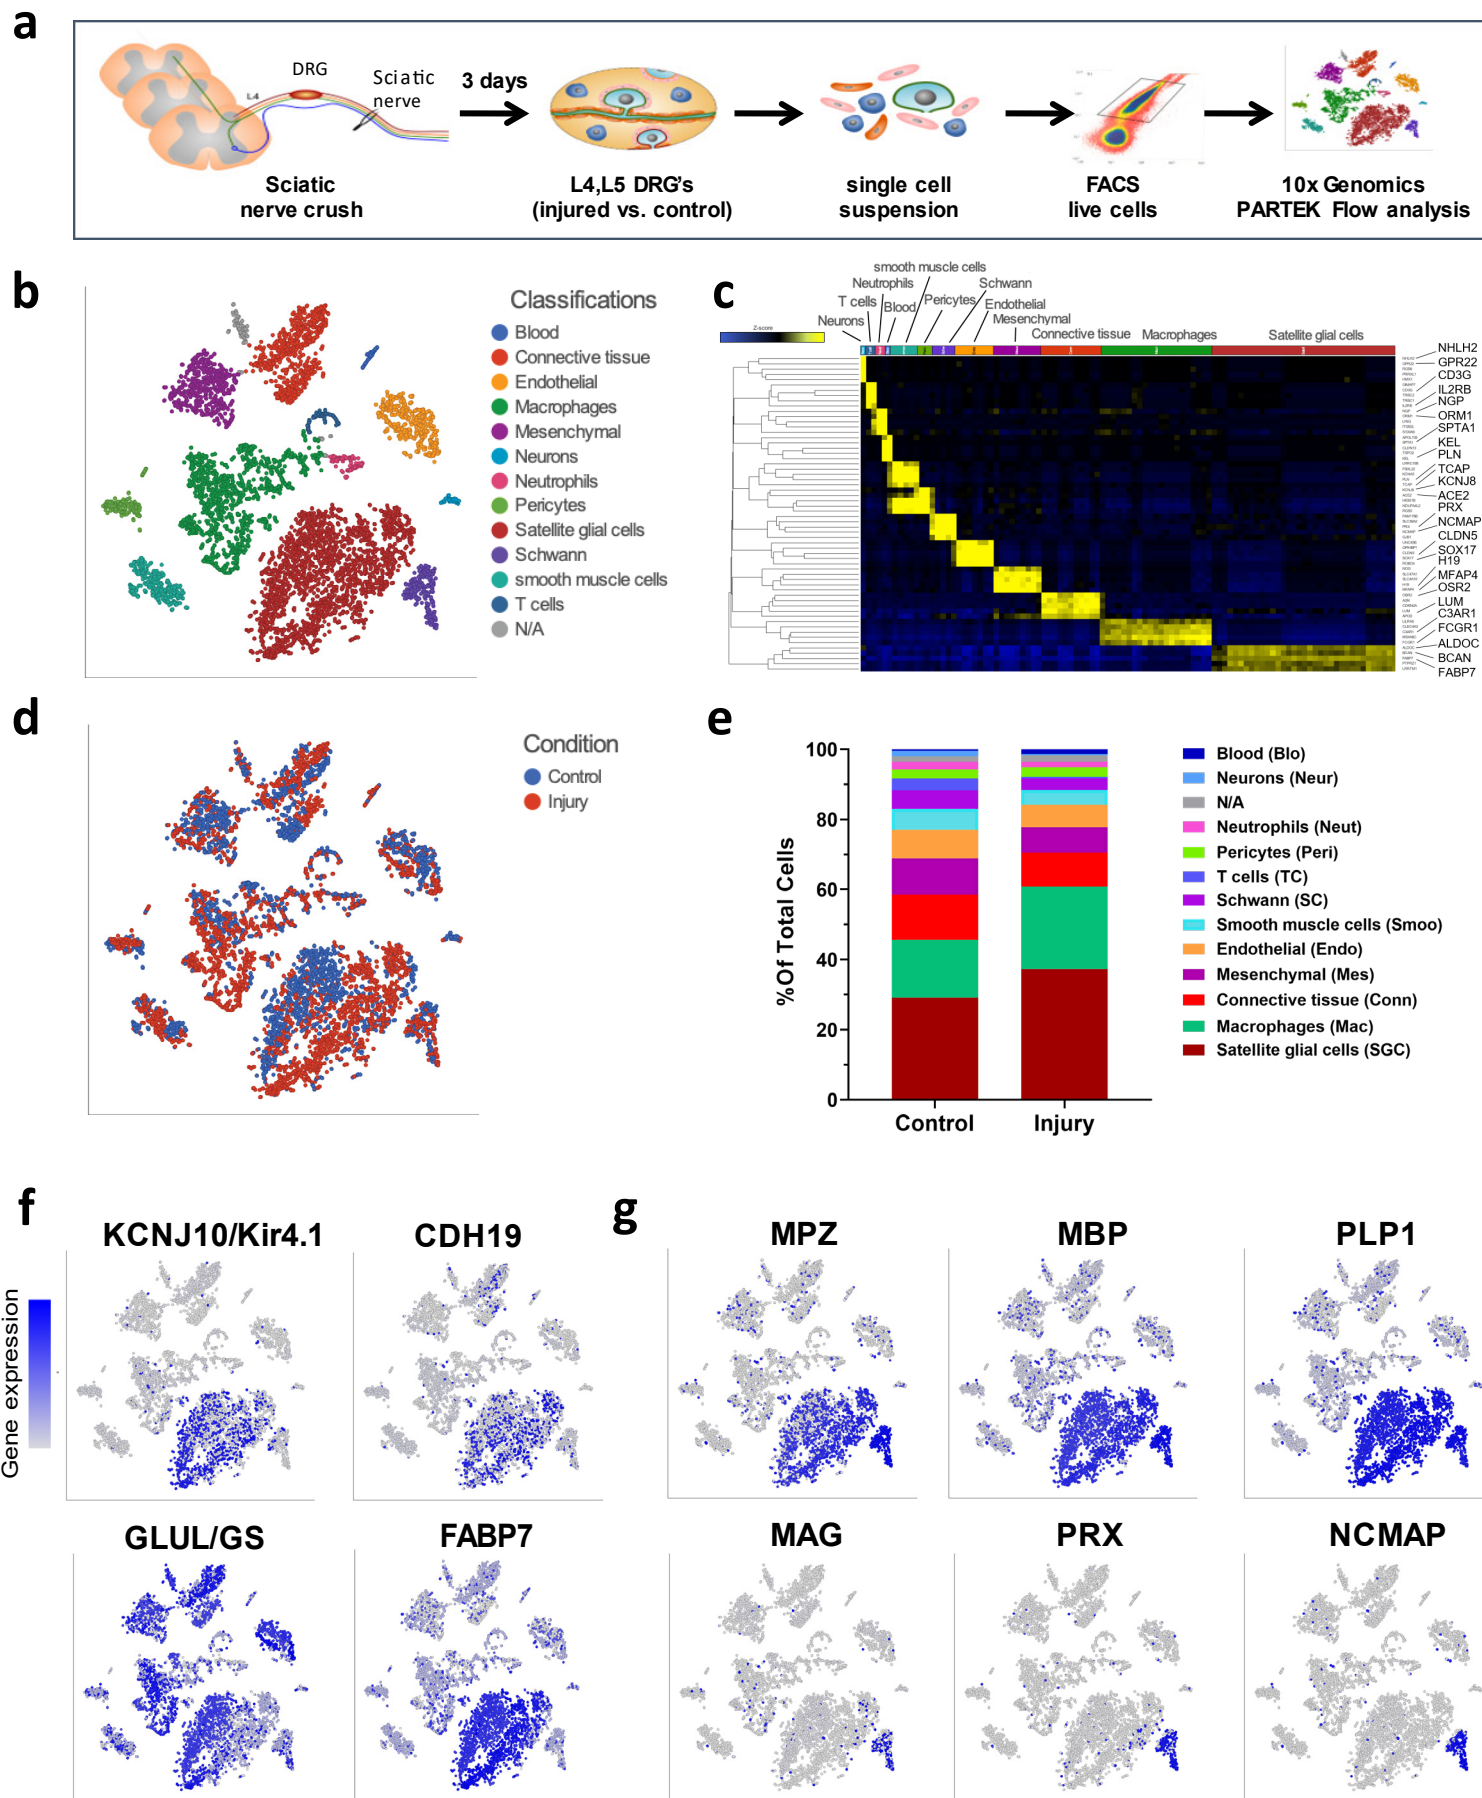 a
DRG
L4
Sciatic
nerve
3 days
Sciatic
nerve crush
L4,L5 DRG's
(injured vs. control)
single cell
suspension
FACS
live cells
10x Genomics
PARTEK Flow analysis
b
Classifications
Blood
Connective tissue
Endothelial
Macrophages
Mesenchymal
Neurons
Neutrophils
Pericytes
Satellite glial cells
Schwann
smooth muscle cells
T cells
N/A
c
smooth muscle cells
Neutrophils
Schwann
T cells
Blood
Pericytes
Endothelial
Neurons
Mesenchymal
Connective tissue
Macrophages
Satellite glial cells
Z-score
NHLH2
GPR22
CD3G
IL2RB
NGP
ORM1
SPTA1
KEL
PLN
TCAP
KCNJ8
ACE2
PRX
NCMAP
CLDN5
SOX17
H19
MFAP4
OSR2
LUM
C3AR1
FCGR1
ALDOC
BCAN
FABP7
d
Condition
Control
Injury
e
%Of Total Cells
100
80
60
40
20
0
Control
Injury
Blood (Blo)
Neurons (Neur)
N/A
Neutrophils (Neut)
Pericytes (Peri)
T cells (TC)
Schwann (SC)
Smooth muscle cells (Smoo)
Endothelial (Endo)
Mesenchymal (Mes)
Connective tissue (Conn)
Macrophages (Mac)
Satellite glial cells (SGC)
f
Gene expression
KCNJ10/Kir4.1
CDH19
GLUL/GS
FABP7
g
MPZ
MBP
PLP1
MAG
PRX
NCMAP